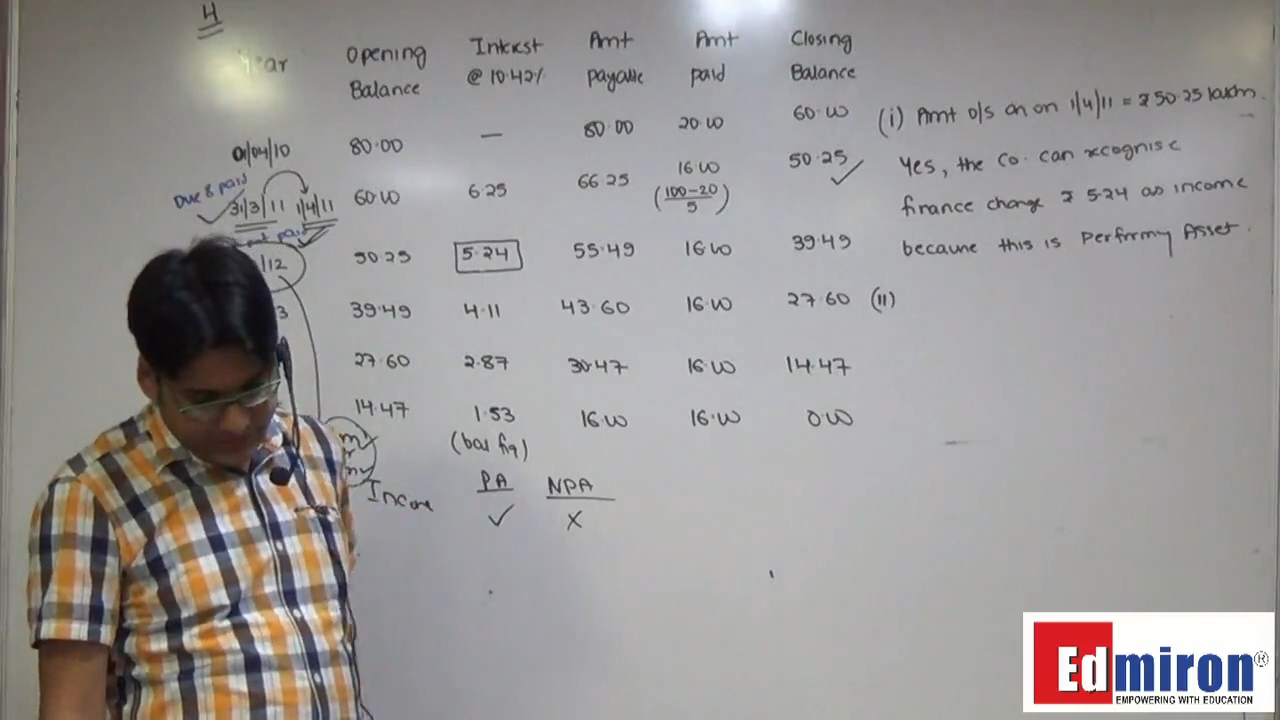 4
Year Opening Balance Interest @ 10.42% Amt payable Amt paid Closing Balance
01/04/10 80.00 — 80.00 20.00 60.00
Due & paid
31/3/11 1/4/11 60.00 6.25 66.25 16.00 50.25
(100-20)/5
paid
/12 50.25 5.24 55.49 16.00 39.49
3 39.49 4.11 43.60 16.00 27.60
27.60 2.87 30.47 16.00 14.47
14.47 1.53 16.00 16.00 0.00
(bal fig)
Income PA NPA
✓ X
(i) Amt o/s on on 1/4/11 = ₹ 50.25 lakhs.
Yes, the Co. can recognise
finance charge ₹ 5.24 as income
because this is Performing Asset.
(ii)
Edmiron®
EMPOWERING WITH EDUCATION